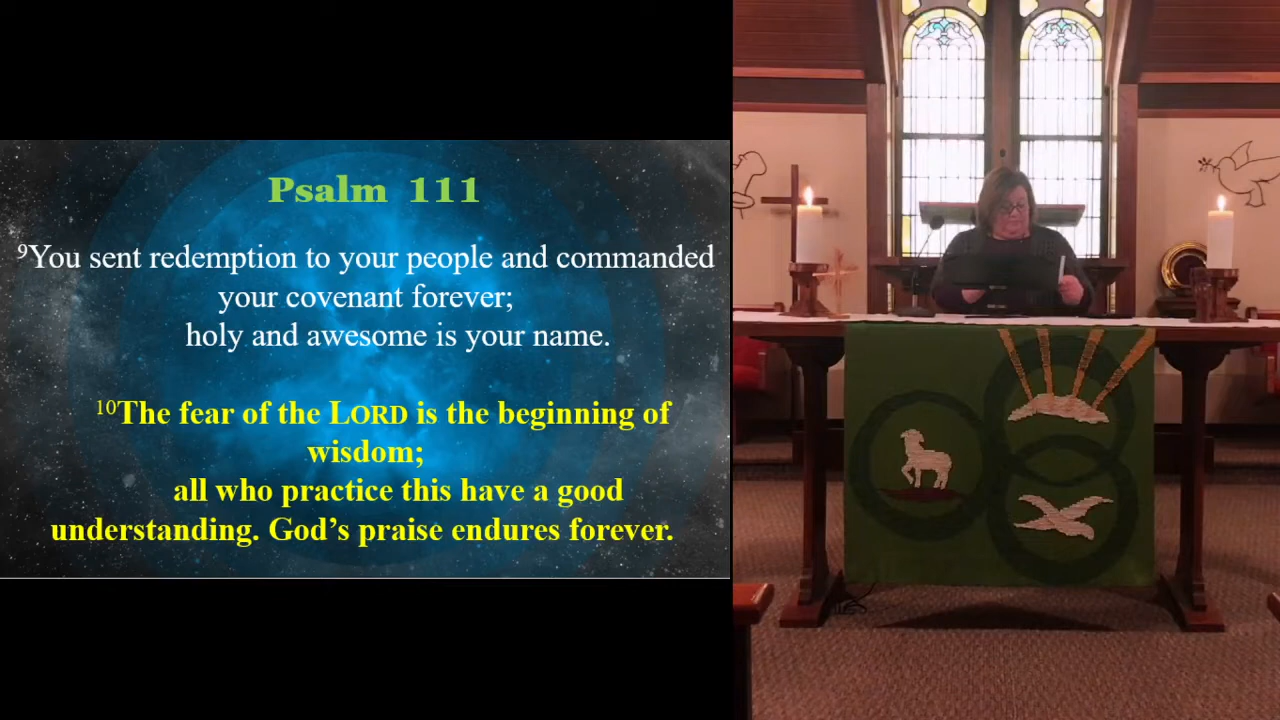 Psalm 111
⁹You sent redemption to your people and commanded
your covenant forever;
holy and awesome is your name.
¹⁰The fear of the LORD is the beginning of
wisdom;
all who practice this have a good
understanding. God’s praise endures forever.